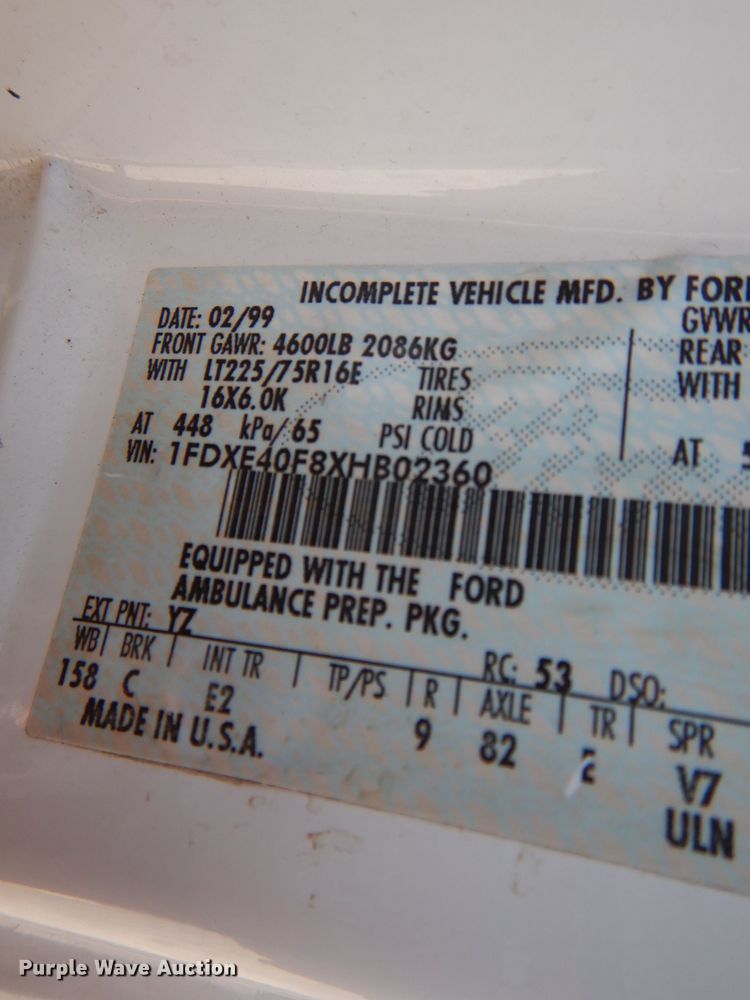 INCOMPLETE VEHICLE MFD. BY FORD
DATE: 02/99 GVWR
FRONT GAWR: 4600LB 2086KG REAR
WITH LT225/75R16E TIRES WITH
16X6.0K RIMS
AT 448 kPa/65 PSI COLD AT 5
VIN: 1FDXE40F8XHB02360
EQUIPPED WITH THE FORD
AMBULANCE PREP. PKG.
EXT PNT: YZ RC: 53 DSO:
WB BRK INT TR TP/PS R AXLE TR SPR
158 C E2 9 82 2 V7
MADE IN U.S.A. ULN
Purple Wave Auction